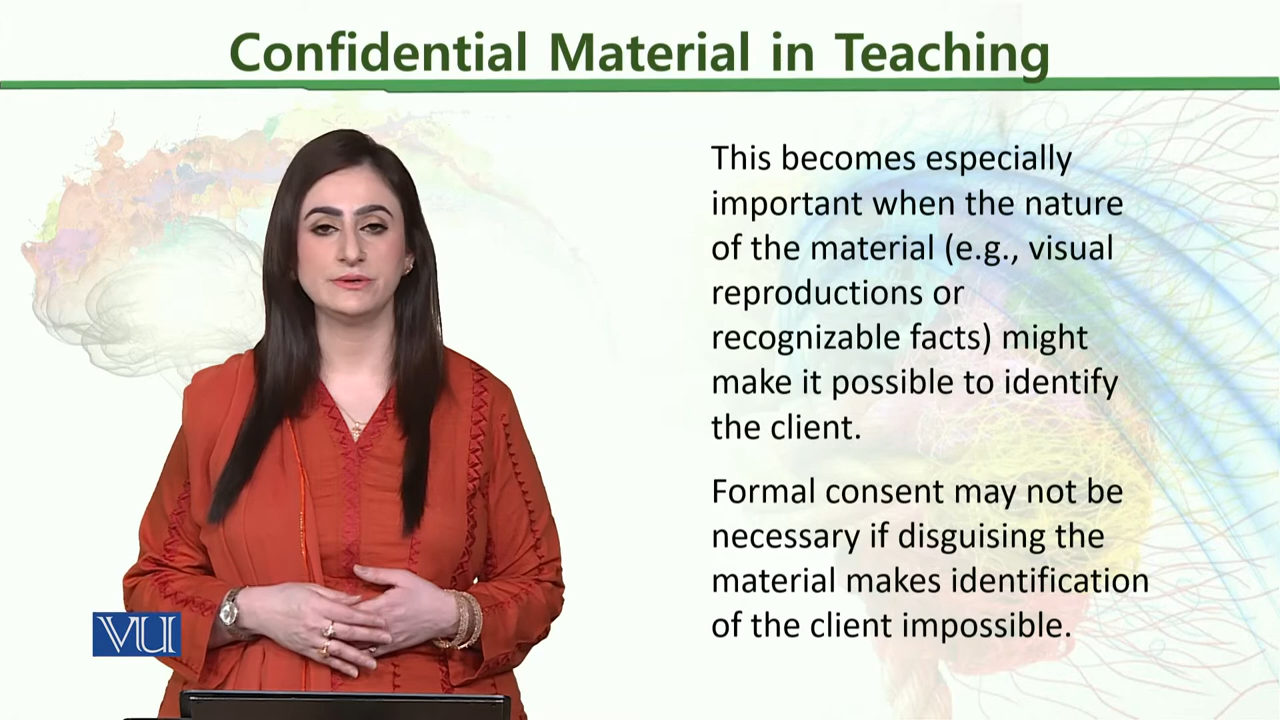 Confidential Material in Teaching
This becomes especially
important when the nature
of the material (e.g., visual
reproductions or
recognizable facts) might
make it possible to identify
the client.
Formal consent may not be
necessary if disguising the
material makes identification
of the client impossible.
VU